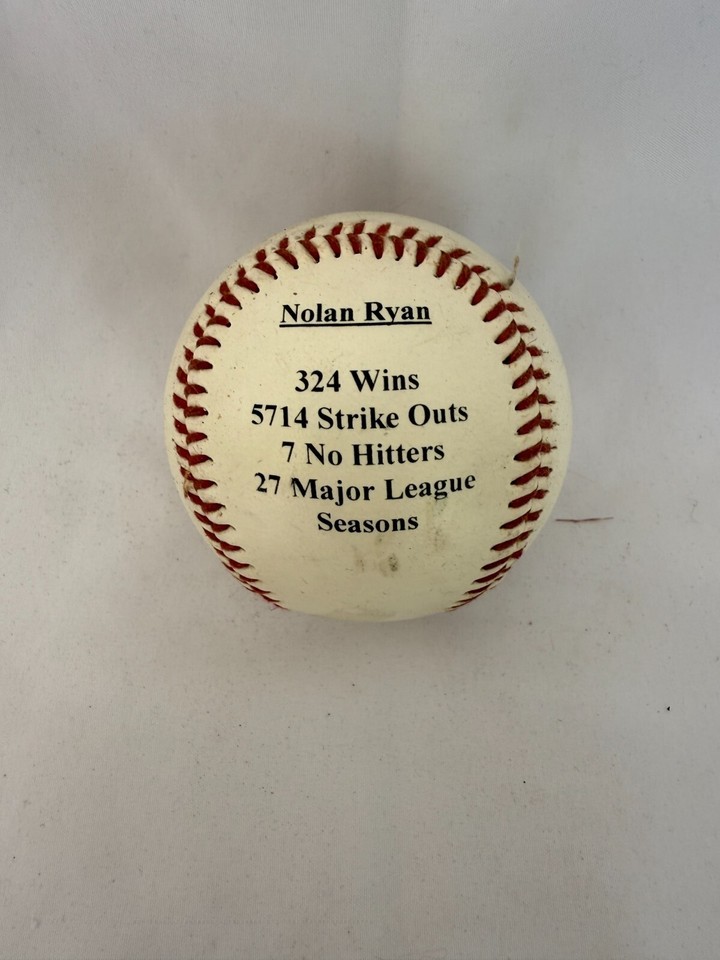 Nolan Ryan
324 Wins
5714 Strike Outs
7 No Hitters
27 Major League
Seasons